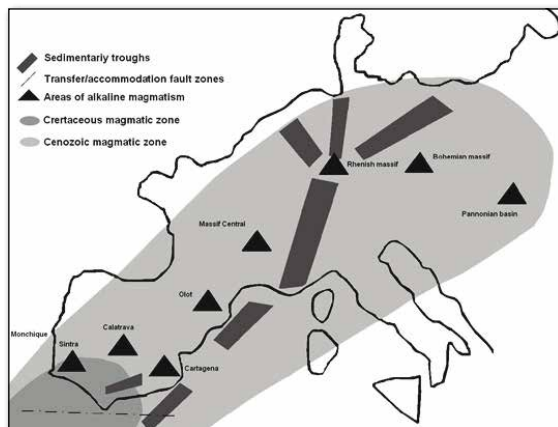 Sedimentariy troughs
Transfer/accommodation fault zones
Areas of alkaline magmatism
Crertaceous magmatic zone
Cenozoic magmatic zone
Rhenish massif
Bohemian massif
Pannonian basin
Massif Central
Olot
Monchique
Calatrava
Sintra
Cartagena